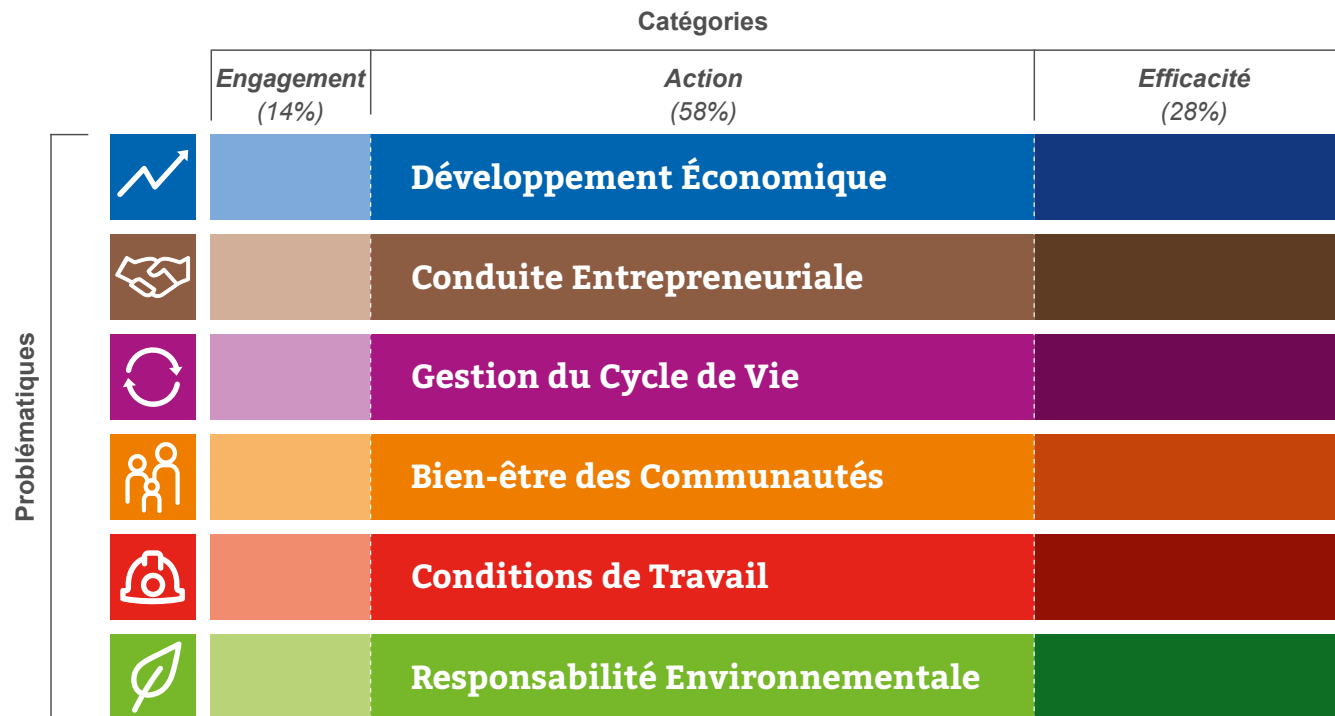 Catégories
Engagement
(14%)
Action
(58%)
Efficacité
(28%)
Problématiques
Développement Économique
Conduite Entrepreneuriale
Gestion du Cycle de Vie
Bien-être des Communautés
Conditions de Travail
Responsabilité Environnementale